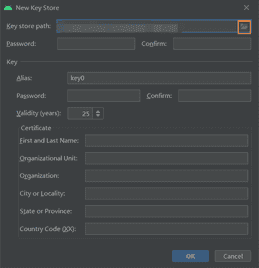 New Key Store
Key store path:
Password: Confirm:
Key
Alias: key0
Password: Confirm:
Validity (years): 25
Certificate
First and Last Name:
Organizational Unit:
Organization:
City or Locality:
State or Province:
Country Code (XX):
OK Cancel